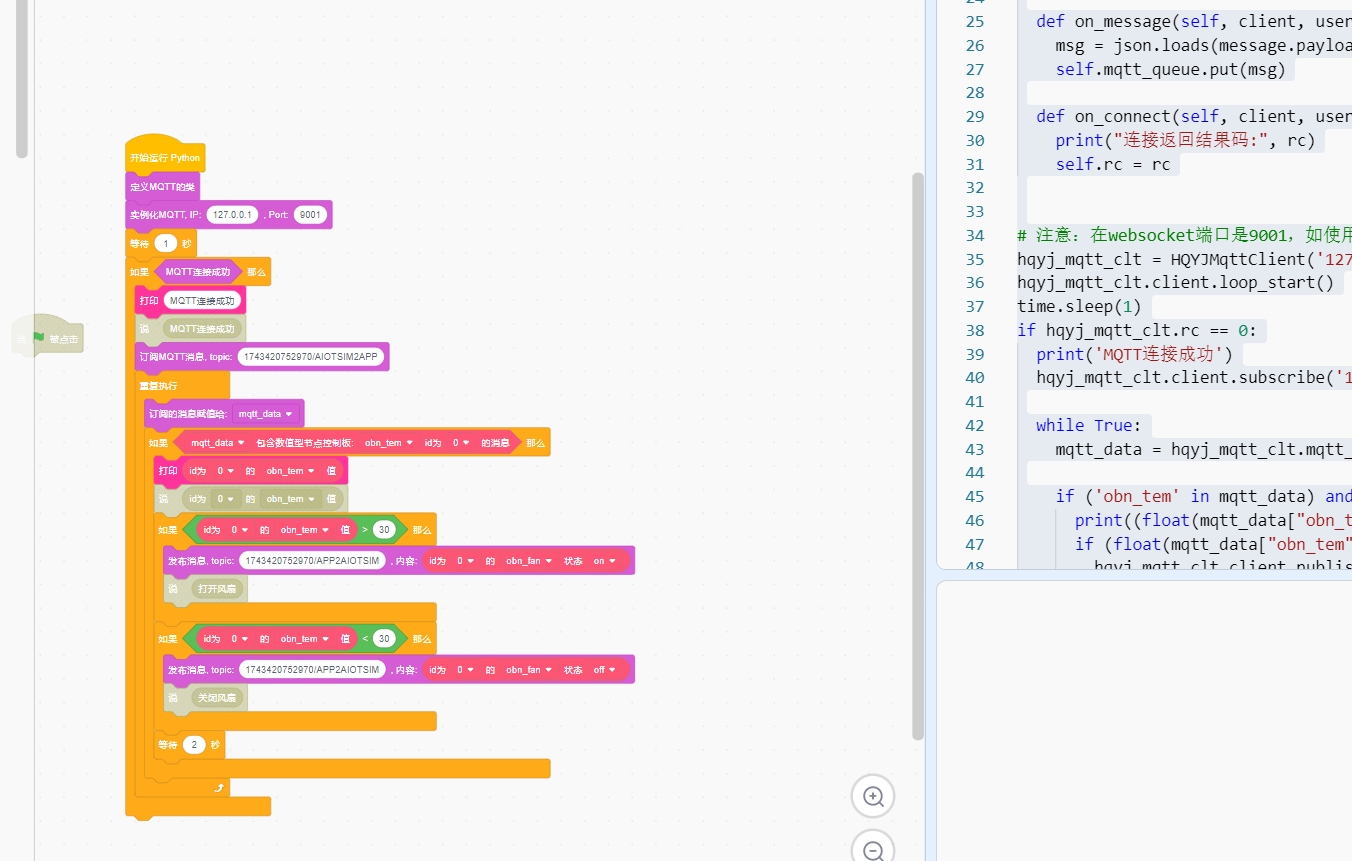 开始运行 Python
定义MQTT的类
实例化MQTT, IP: 127.0.0.1 , Port: 9001
等待 1 秒
如果 MQTT连接成功 那么
打印 MQTT连接成功
说 MQTT连接成功
当 被点击
订阅MQTT消息, topic: 1743420752970/AIOTSIM2APP
重复执行
订阅的消息赋值给: mqtt_data
如果 mqtt_data 包含数值型节点控制板: obn_tem id为 0 的消息 那么
打印 id为 0 的 obn_tem 值
说 id为 0 的 obn_tem 值
如果 id为 0 的 obn_tem 值 > 30 那么
发布消息, topic: 1743420752970/APP2AIOTSIM , 内容: id为 0 的 obn_fan 状态 on
说 打开风扇
如果 id为 0 的 obn_tem 值 < 30 那么
发布消息, topic: 1743420752970/APP2AIOTSIM , 内容: id为 0 的 obn_fan 状态 off
说 关闭风扇
等待 2 秒
24
25 def on_message(self, client, user
26 msg = json.loads(message.payloa
27 self.mqtt_queue.put(msg)
28
29 def on_connect(self, client, user
30 print("连接返回结果码:", rc)
31 self.rc = rc
32
33
34 # 注意：在websocket端口是9001，如使用
35 hqyj_mqtt_clt = HQYJMqttClient('127
36 hqyj_mqtt_clt.client.loop_start()
37 time.sleep(1)
38 if hqyj_mqtt_clt.rc == 0:
39 print('MQTT连接成功')
40 hqyj_mqtt_clt.client.subscribe('1
41
42 while True:
43 mqtt_data = hqyj_mqtt_clt.mqtt_
44
45 if ('obn_tem' in mqtt_data) and
46 print((float(mqtt_data["obn_t
47 if (float(mqtt_data["obn_tem"
48 hqyj_mqtt_clt.client.publis